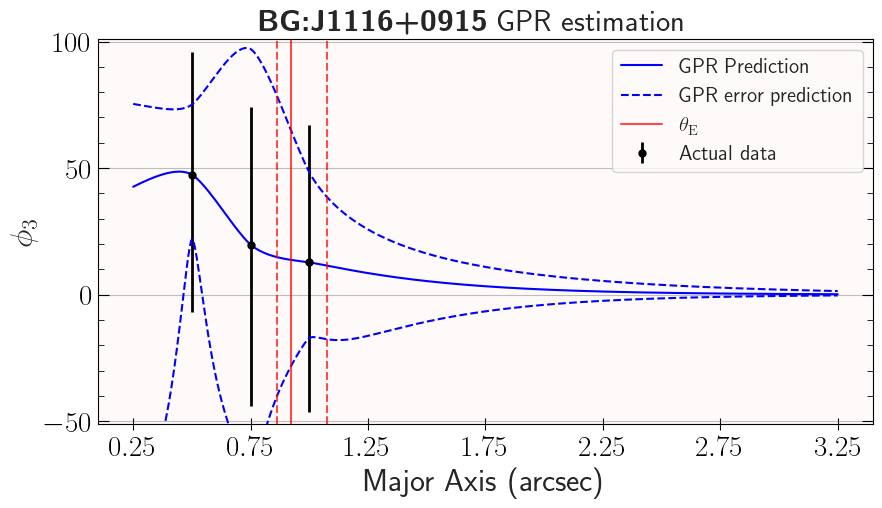 BG:J1116+0915 GPR estimation
GPR Prediction
GPR error prediction
θE
Actual data
100
50
0
−50
ϕ3
0.25 0.75 1.25 1.75 2.25 2.75 3.25
Major Axis (arcsec)